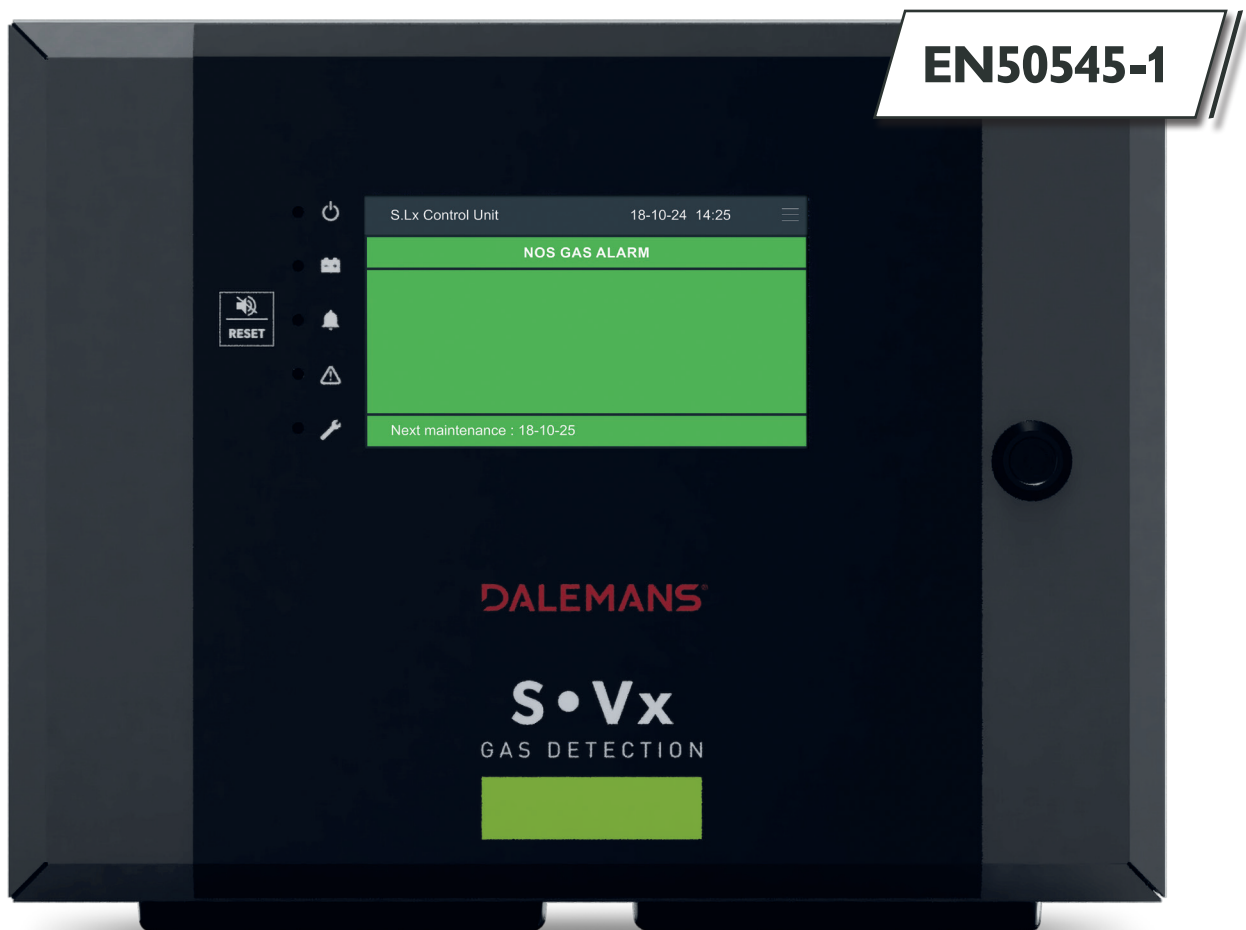 EN50545-1
S.Lx Control Unit 18-10-24 14:25
NOS GAS ALARM
RESET
Next maintenance : 18-10-25
DALEMANS®
S•Vx
GAS DETECTION